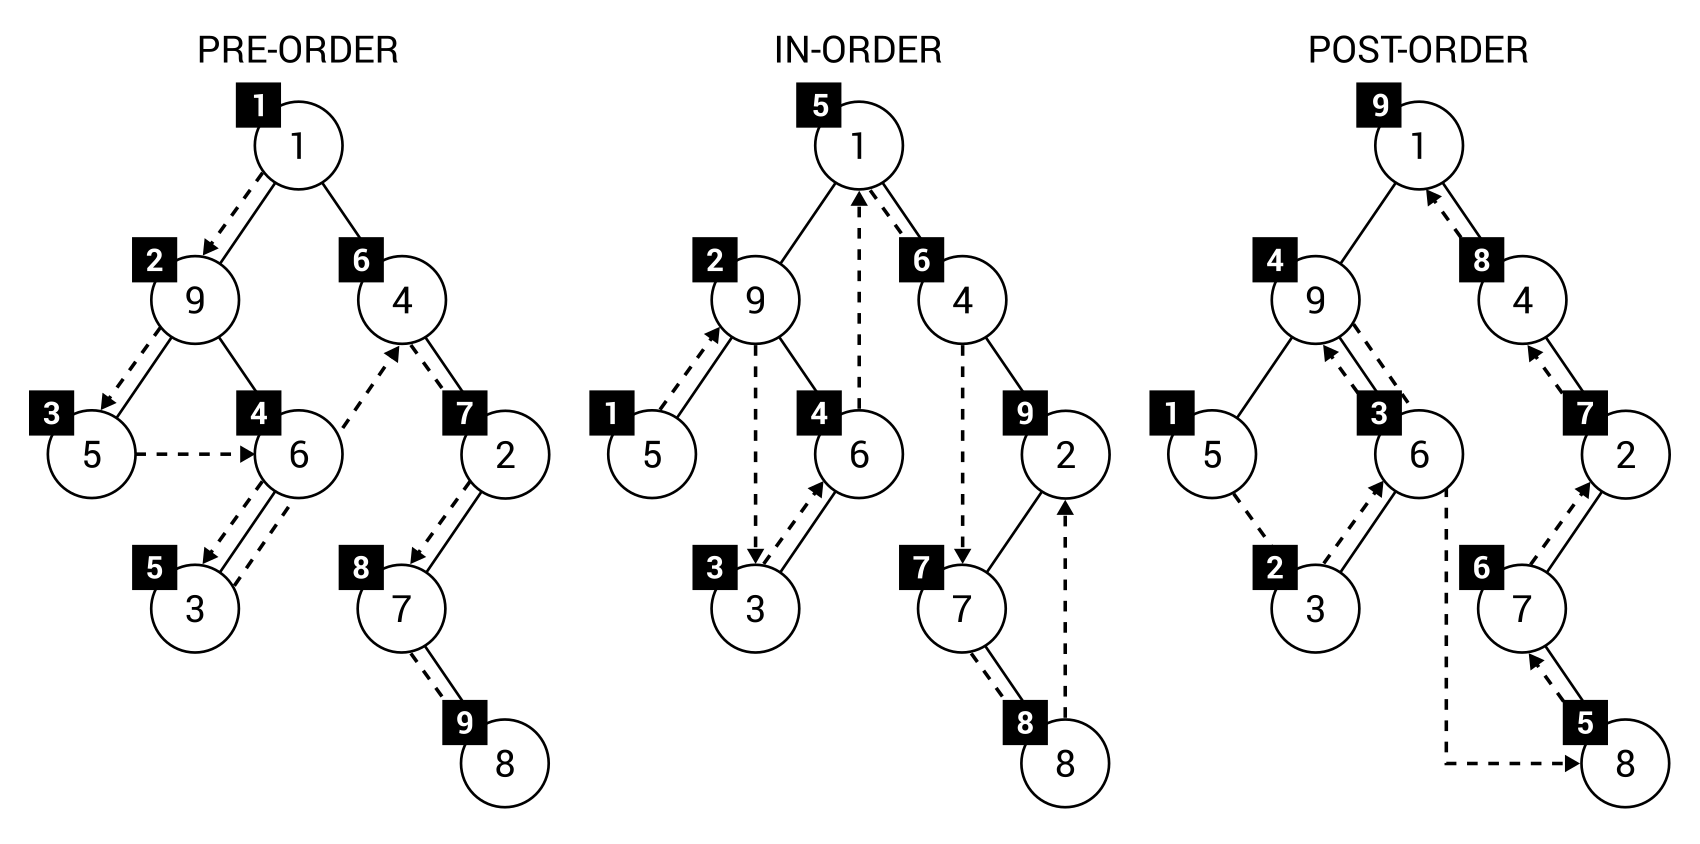 PRE-ORDER IN-ORDER POST-ORDER
1 5 9
1 1 1
2 6 2 6 4 8
9 4 9 4 9 4
3 4 7 1 4 9 1 3 7
5 6 2 5 6 2 5 6 2
5 8 3 7 2 6
3 7 3 7 3 7
9 8 5
8 8 8